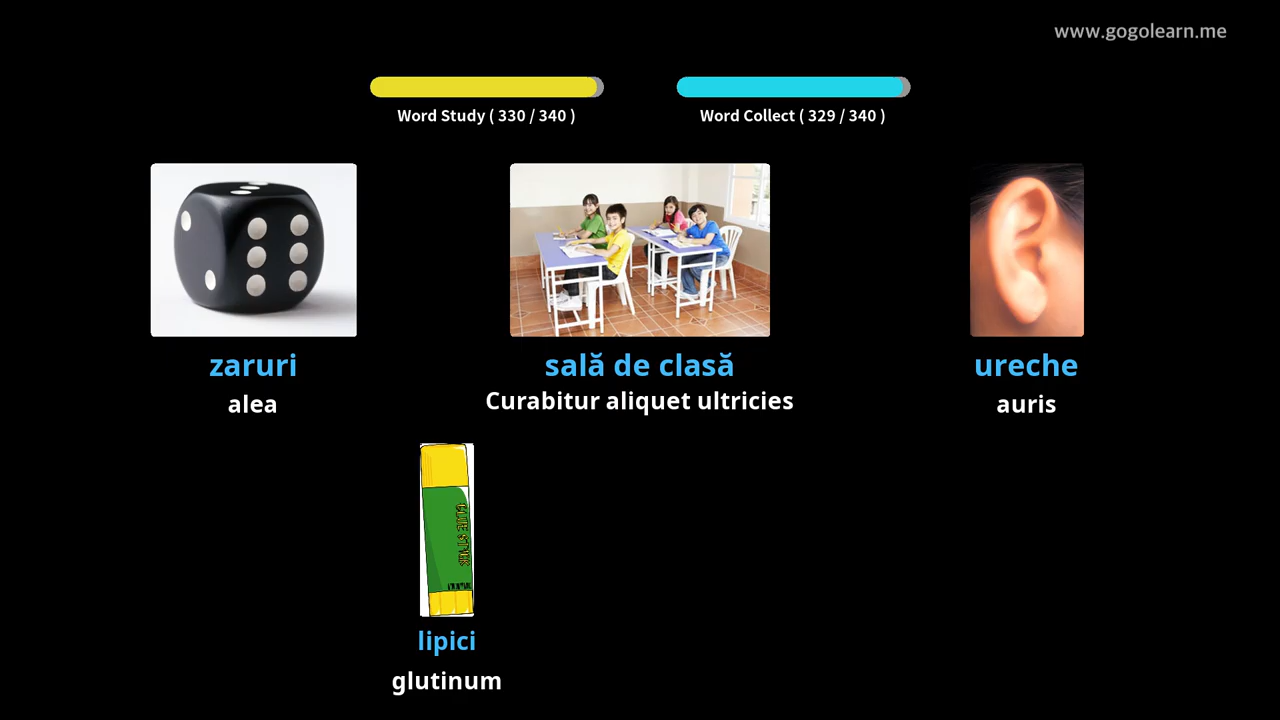 www.gogolearn.me
Word Study ( 330 / 340 )
Word Collect ( 329 / 340 )
zaruri
sală de clasă
ureche
alea
Curabitur aliquet ultricies
auris
lipici
glutinum